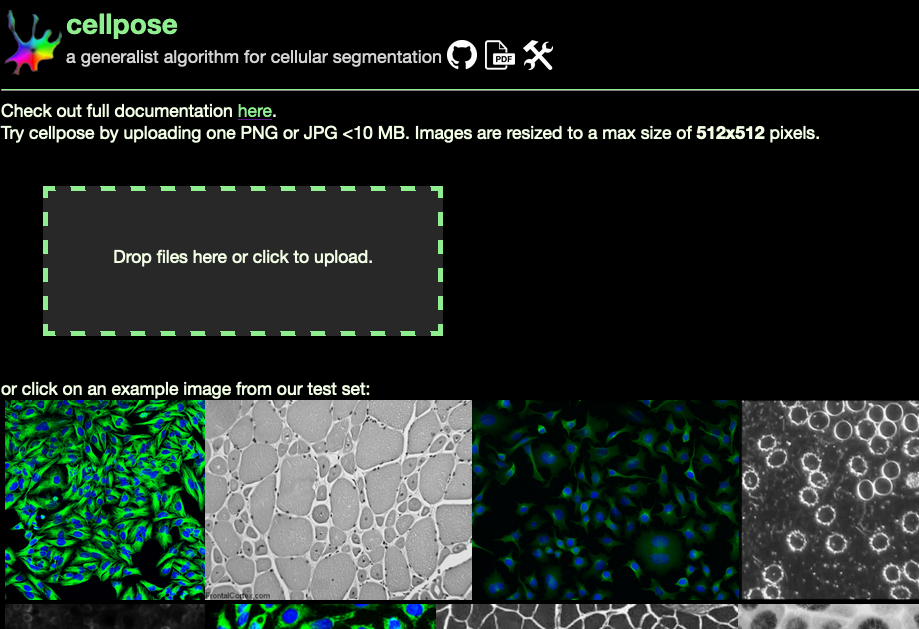 cellpose
a generalist algorithm for cellular segmentation PDF
Check out full documentation here.
Try cellpose by uploading one PNG or JPG <10 MB. Images are resized to a max size of 512x512 pixels.
Drop files here or click to upload.
or click on an example image from our test set:
FrontalCortex.com